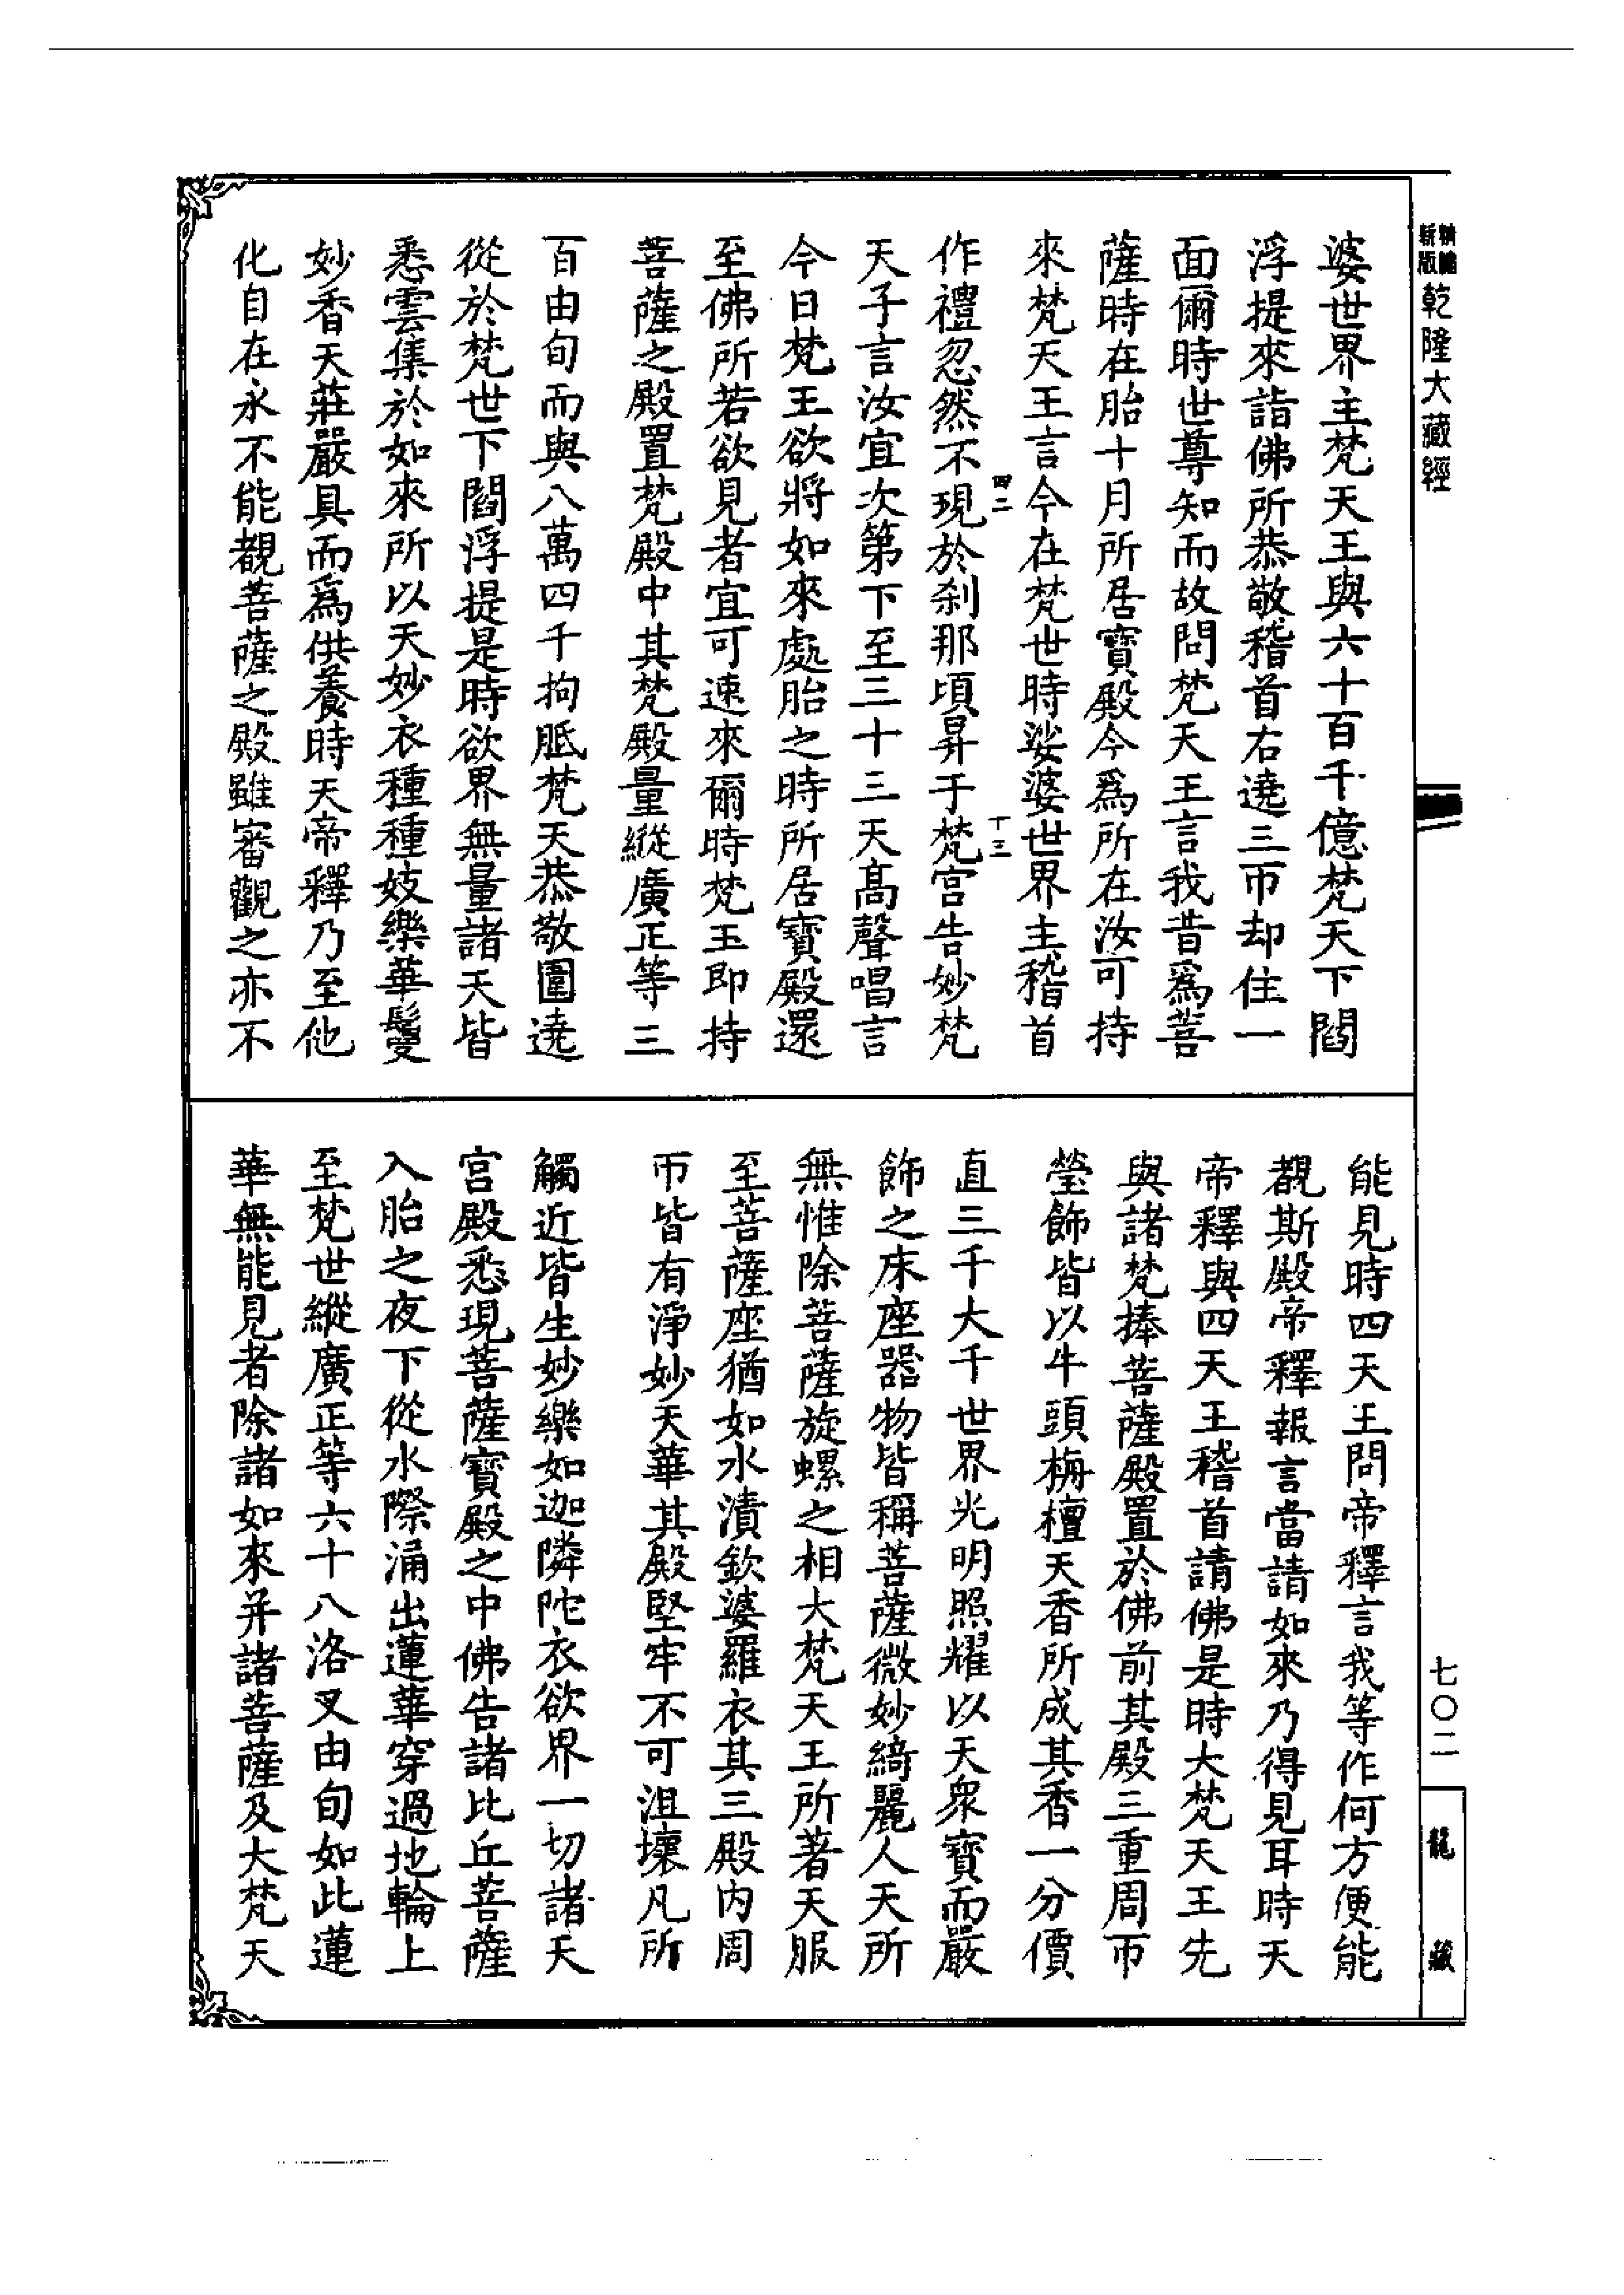 新版
精縮
乾隆大藏經
婆世界主梵天王與六十百千億梵天下閻
浮提來詣佛所恭敬稽首右遶三帀却住一
面爾時世尊知而故問梵天王言我昔爲菩
薩時在胎十月所居寶殿今爲所在汝可持
來梵天王言今在梵世時娑婆世界主稽首
四二
十三
作禮忽然不現於刹那頃昇于梵宮告妙梵
天子言汝宜次第下至三十三天高聲唱言
今日梵王欲將如來處胎之時所居寶殿還
至佛所若欲見者宜可速來爾時梵王即持
菩薩之殿置梵殿中其梵殿量縱廣正等三
百由旬而與八萬四千拘胝梵天恭敬圍遶
從於梵世下閻浮提是時欲界無量諸天皆
悉雲集於如來所以天妙衣種種妓樂華鬘
妙香天莊嚴具而爲供養時天帝釋乃至他
化自在永不能覩菩薩之殿雖審觀之亦不
能見時四天王問帝釋言我等作何方便能
覩斯殿帝釋報言當請如來乃得見耳時天
帝釋與四天王稽首請佛是時大梵天王先
與諸梵捧菩薩殿置於佛前其殿三重周帀
瑩飾皆以牛頭栴檀天香所成其香一分價
直三千大千世界光明照耀以天衆寶而嚴
飾之床座器物皆稱菩薩微妙綺麗人天所
無惟除菩薩旋螺之相大梵天王所著天服
至菩薩座猶如水漬欽婆羅衣其三殿内周
帀皆有淨妙天華其殿堅牢不可沮壞凡所
觸近皆生妙樂如迦隣陀衣欲界一切諸天
宮殿悉現菩薩寶殿之中佛告諸比丘菩薩
入胎之夜下從水際涌出蓮華穿過地輪上
至梵世縱廣正等六十八洛叉由旬如此蓮
華無能見者除諸如來并諸菩薩及大梵天
七〇二
龍
藏